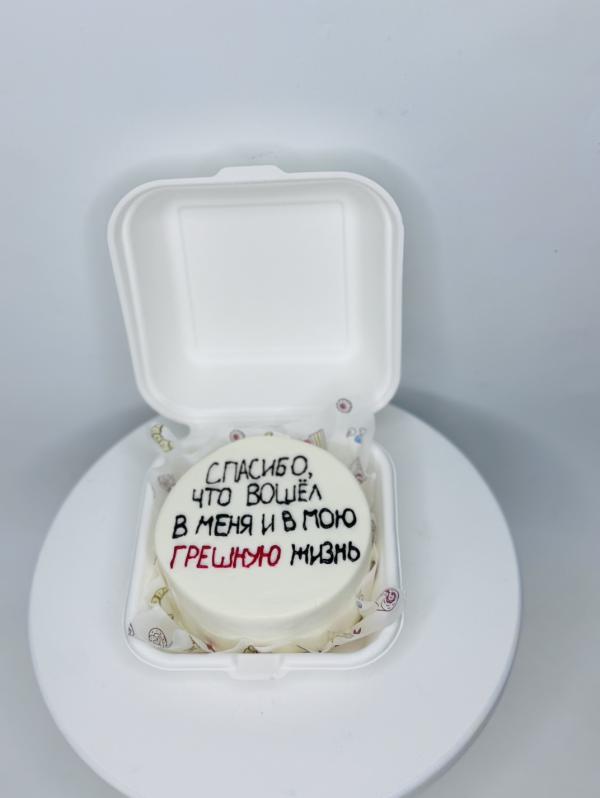 СПАСИБО,
ЧТО ВОШЁЛ
В МЕНЯ И В МОЮ
ГРЕШНУЮ ЖИЗНЬ